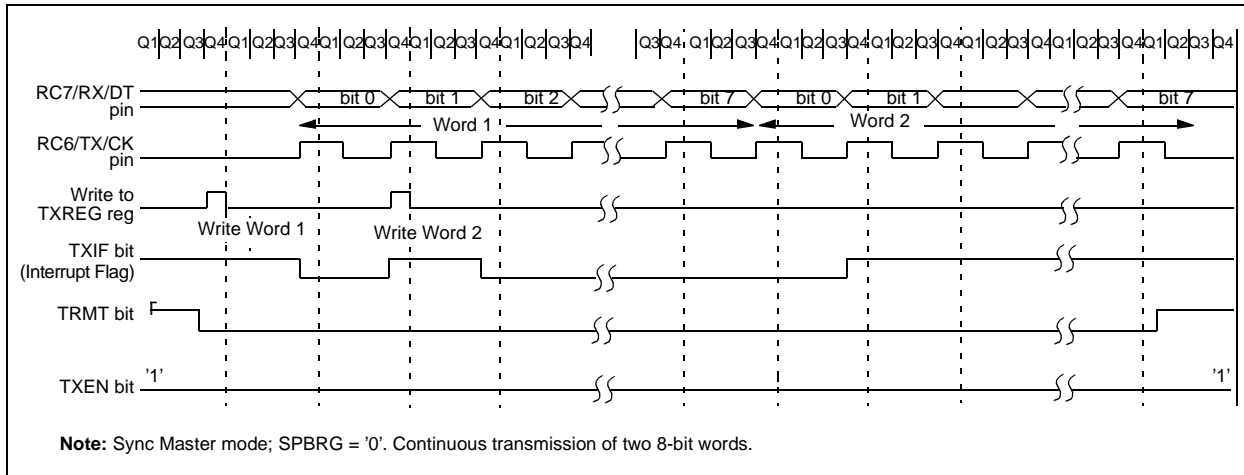 Q1 Q2 Q3 Q4 Q1 Q2 Q3 Q4 Q1 Q2 Q3 Q4 Q1 Q2 Q3 Q4 Q1 Q2 Q3 Q4 Q3 Q4 Q1 Q2 Q3 Q4 Q1 Q2 Q3 Q4 Q1 Q2 Q3 Q4 Q1 Q2 Q3 Q4 Q1 Q2 Q3 Q4 Q1 Q2 Q3 Q4
RC7/RX/DT
pin
bit 0 bit 1 bit 2 bit 7 bit 0 bit 1 bit 7
Word 1 Word 2
RC6/TX/CK
pin
Write to
TXREG reg
Write Word 1 Write Word 2
TXIF bit
(Interrupt Flag)
TRMT bit
TXEN bit '1' '1'
Note: Sync Master mode; SPBRG = '0'. Continuous transmission of two 8-bit words.